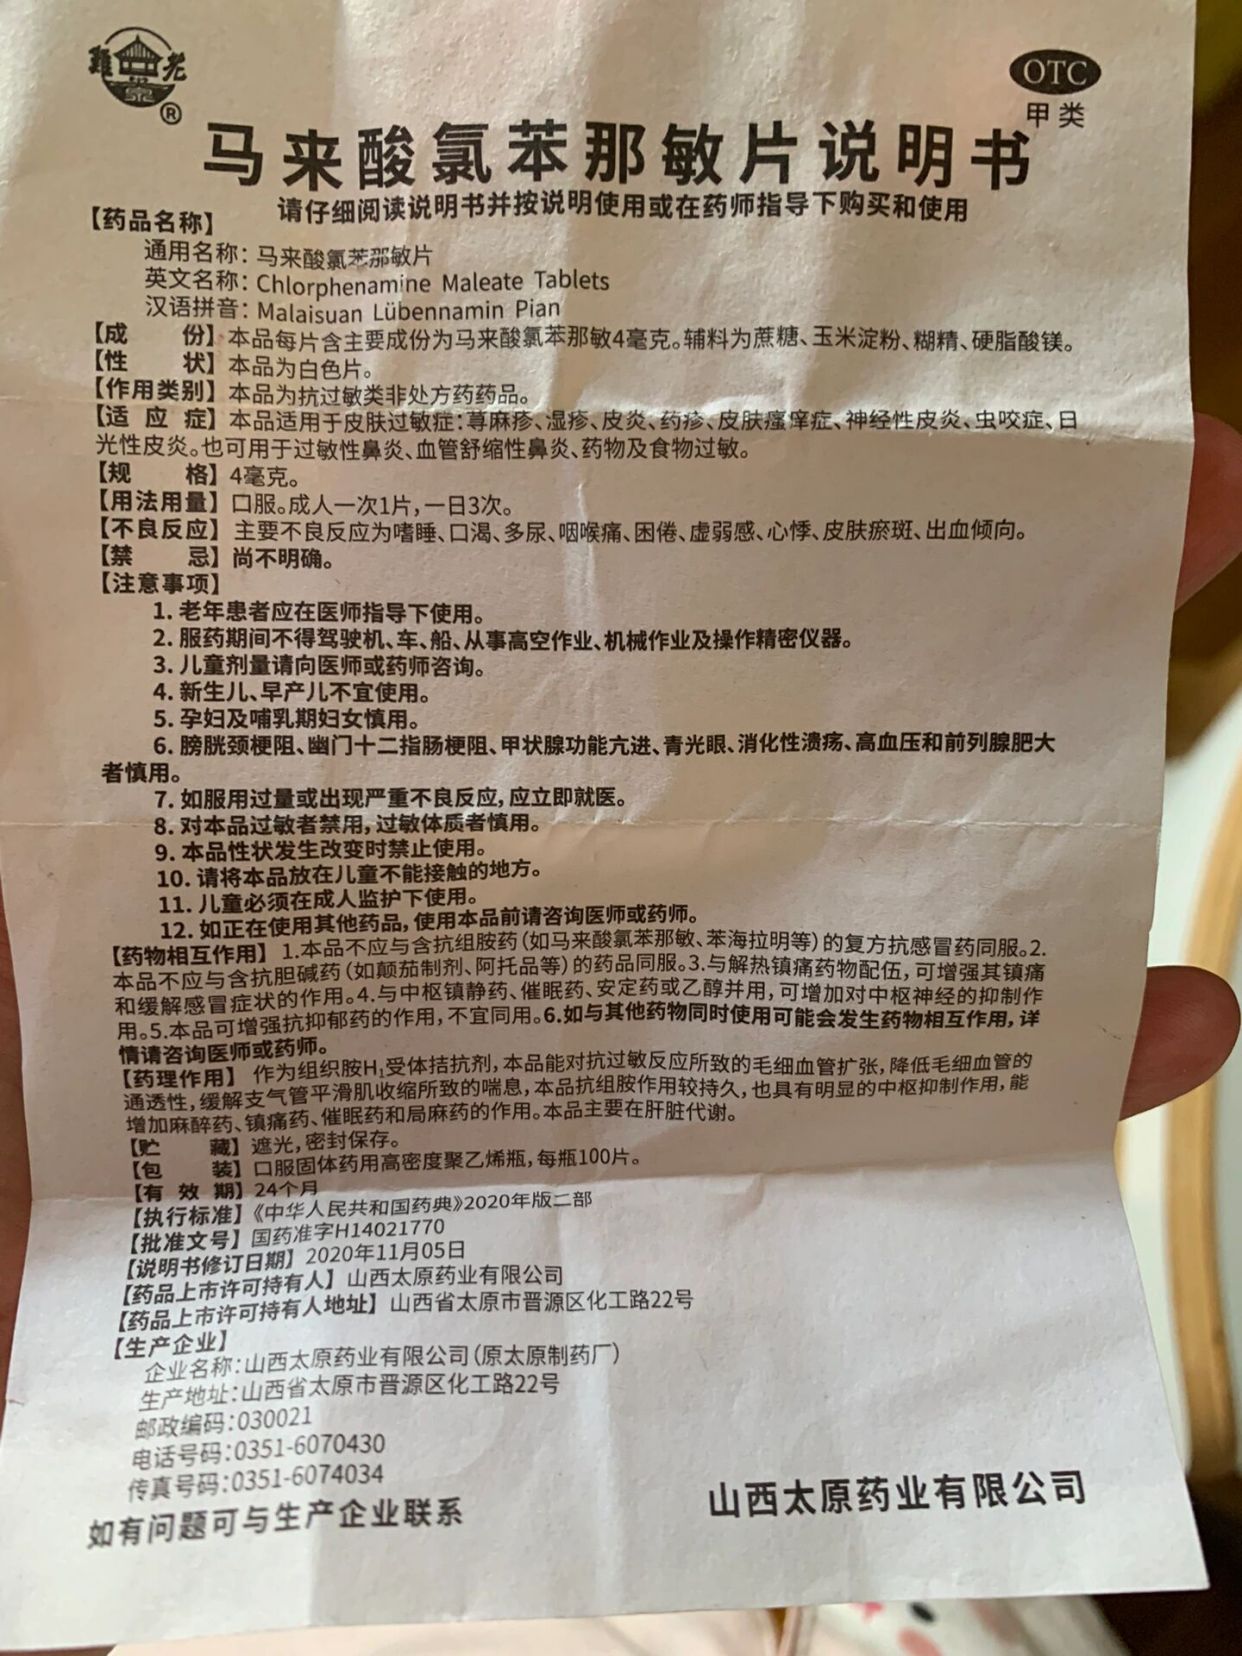 難老
泉
®
OTC
甲类
马来酸氯苯那敏片说明书
请仔细阅读说明书并按说明使用或在药师指导下购买和使用
【药品名称】
通用名称：马来酸氯苯那敏片
英文名称：Chlorphenamine Maleate Tablets
汉语拼音：Malaisuan Lübennamin Pian
【成 份】本品每片含主要成份为马来酸氯苯那敏4毫克。辅料为蔗糖、玉米淀粉、糊精、硬脂酸镁。
【性 状】本品为白色片。
【作用类别】本品为抗过敏类非处方药药品。
【适 应 症】本品适用于皮肤过敏症：荨麻疹、湿疹、皮炎、药疹、皮肤瘙痒症、神经性皮炎、虫咬症、日
光性皮炎。也可用于过敏性鼻炎、血管舒缩性鼻炎、药物及食物过敏。
【规 格】4毫克。
【用法用量】口服。成人一次1片，一日3次。
【不良反应】主要不良反应为嗜睡、口渴、多尿、咽喉痛、困倦、虚弱感、心悸、皮肤瘀斑、出血倾向。
【禁 忌】尚不明确。
【注意事项】
1. 老年患者应在医师指导下使用。
2. 服药期间不得驾驶机、车、船、从事高空作业、机械作业及操作精密仪器。
3. 儿童剂量请向医师或药师咨询。
4. 新生儿、早产儿不宜使用。
5. 孕妇及哺乳期妇女慎用。
6. 膀胱颈梗阻、幽门十二指肠梗阻、甲状腺功能亢进、青光眼、消化性溃疡、高血压和前列腺肥大
者慎用。
7. 如服用过量或出现严重不良反应，应立即就医。
8. 对本品过敏者禁用，过敏体质者慎用。
9. 本品性状发生改变时禁止使用。
10. 请将本品放在儿童不能接触的地方。
11. 儿童必须在成人监护下使用。
12. 如正在使用其他药品，使用本品前请咨询医师或药师。
【药物相互作用】1.本品不应与含抗组胺药（如马来酸氯苯那敏、苯海拉明等）的复方抗感冒药同服。2.
本品不应与含抗胆碱药（如颠茄制剂、阿托品等）的药品同服。3.与解热镇痛药物配伍，可增强其镇痛
和缓解感冒症状的作用。4.与中枢镇静药、催眠药、安定药或乙醇并用，可增加对中枢神经的抑制作
用。5.本品可增强抗抑郁药的作用，不宜同用。6.如与其他药物同时使用可能会发生药物相互作用，详
情请咨询医师或药师。
【药理作用】 作为组织胺H₁受体拮抗剂，本品能对抗过敏反应所致的毛细血管扩张，降低毛细血管的
通透性，缓解支气管平滑肌收缩所致的喘息，本品抗组胺作用较持久，也具有明显的中枢抑制作用，能
增加麻醉药、镇痛药、催眠药和局麻药的作用。本品主要在肝脏代谢。
【贮 藏】遮光，密封保存。
【包 装】口服固体药用高密度聚乙烯瓶，每瓶100片。
【有 效 期】24个月
【执行标准】《中华人民共和国药典》2020年版二部
【批准文号】国药准字H14021770
【说明书修订日期】2020年11月05日
【药品上市许可持有人】山西太原药业有限公司
【药品上市许可持有人地址】山西省太原市晋源区化工路22号
【生产企业】
企业名称：山西太原药业有限公司（原太原制药厂）
生产地址：山西省太原市晋源区化工路22号
邮政编码：030021
电话号码：0351-6070430
传真号码：0351-6074034
如有问题可与生产企业联系
山西太原药业有限公司